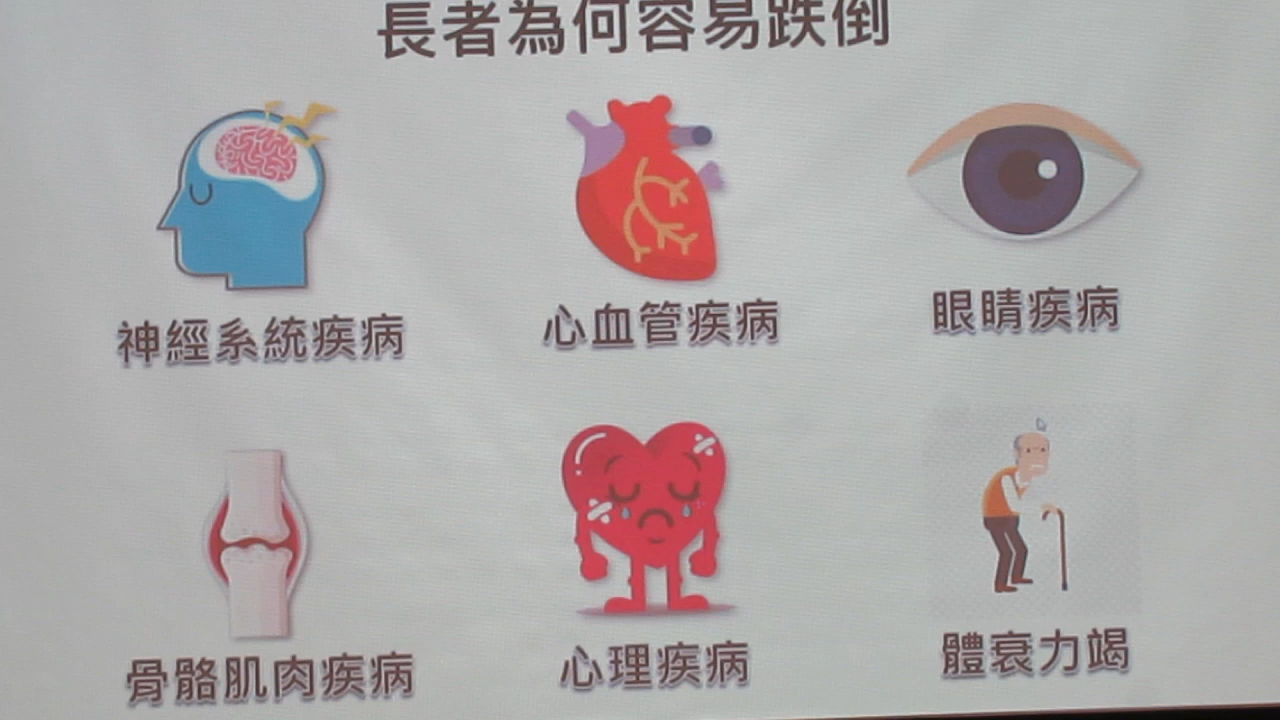 長者為何容易跌倒
神經系統疾病
心血管疾病
眼睛疾病
骨骼肌肉疾病
心理疾病
體衰力竭